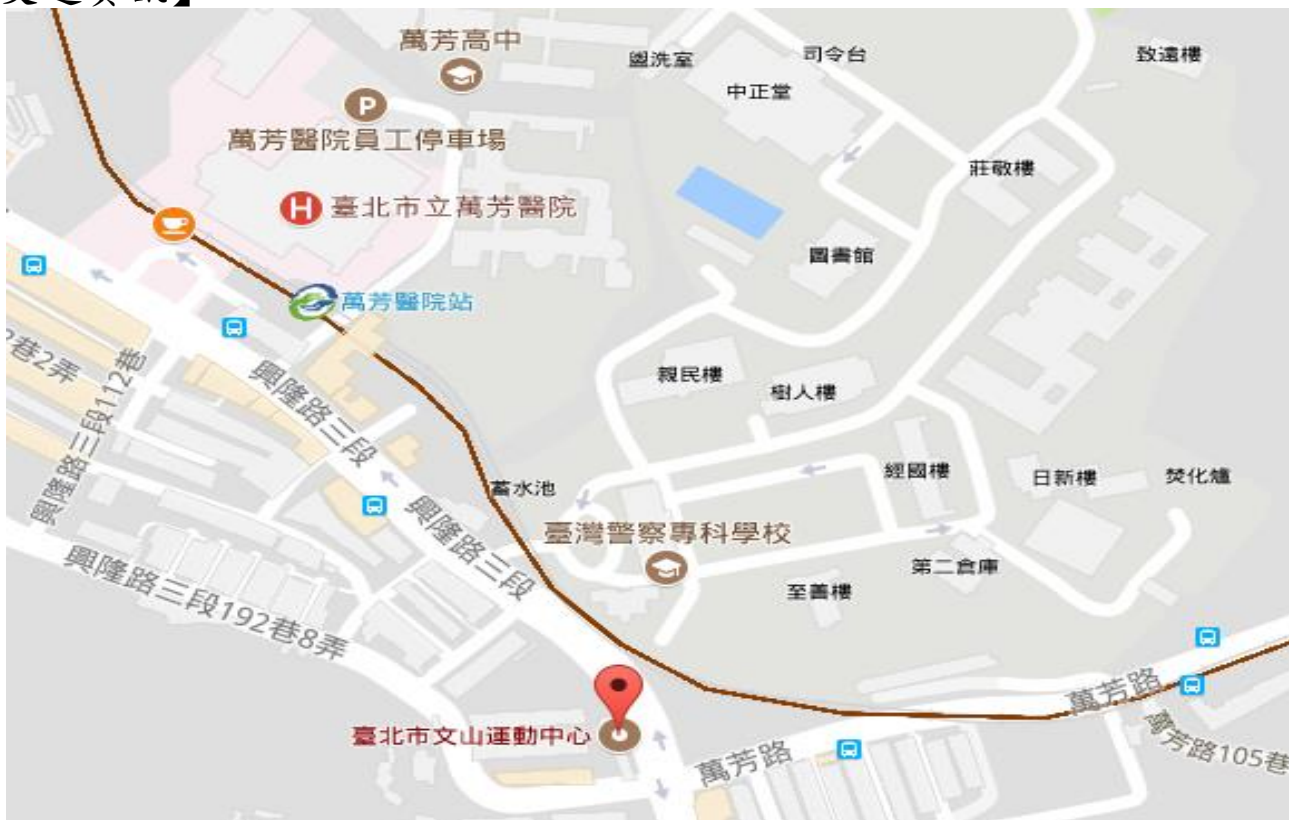 交通資訊】
萬芳高中
盥洗室
司令台
致遠樓
中正堂
P
萬芳醫院員工停車場
莊敬樓
H
臺北市立萬芳醫院
圖書館
萬芳醫院站
2巷2弄
興隆路三段112巷
興隆路三段
親民樓
樹人樓
經國樓
日新樓
焚化爐
蓄水池
興隆路三段
臺灣警察專科學校
第二倉庫
至善樓
興隆路三段192巷8弄
萬芳路
臺北市文山運動中心
萬芳路
萬芳路105巷